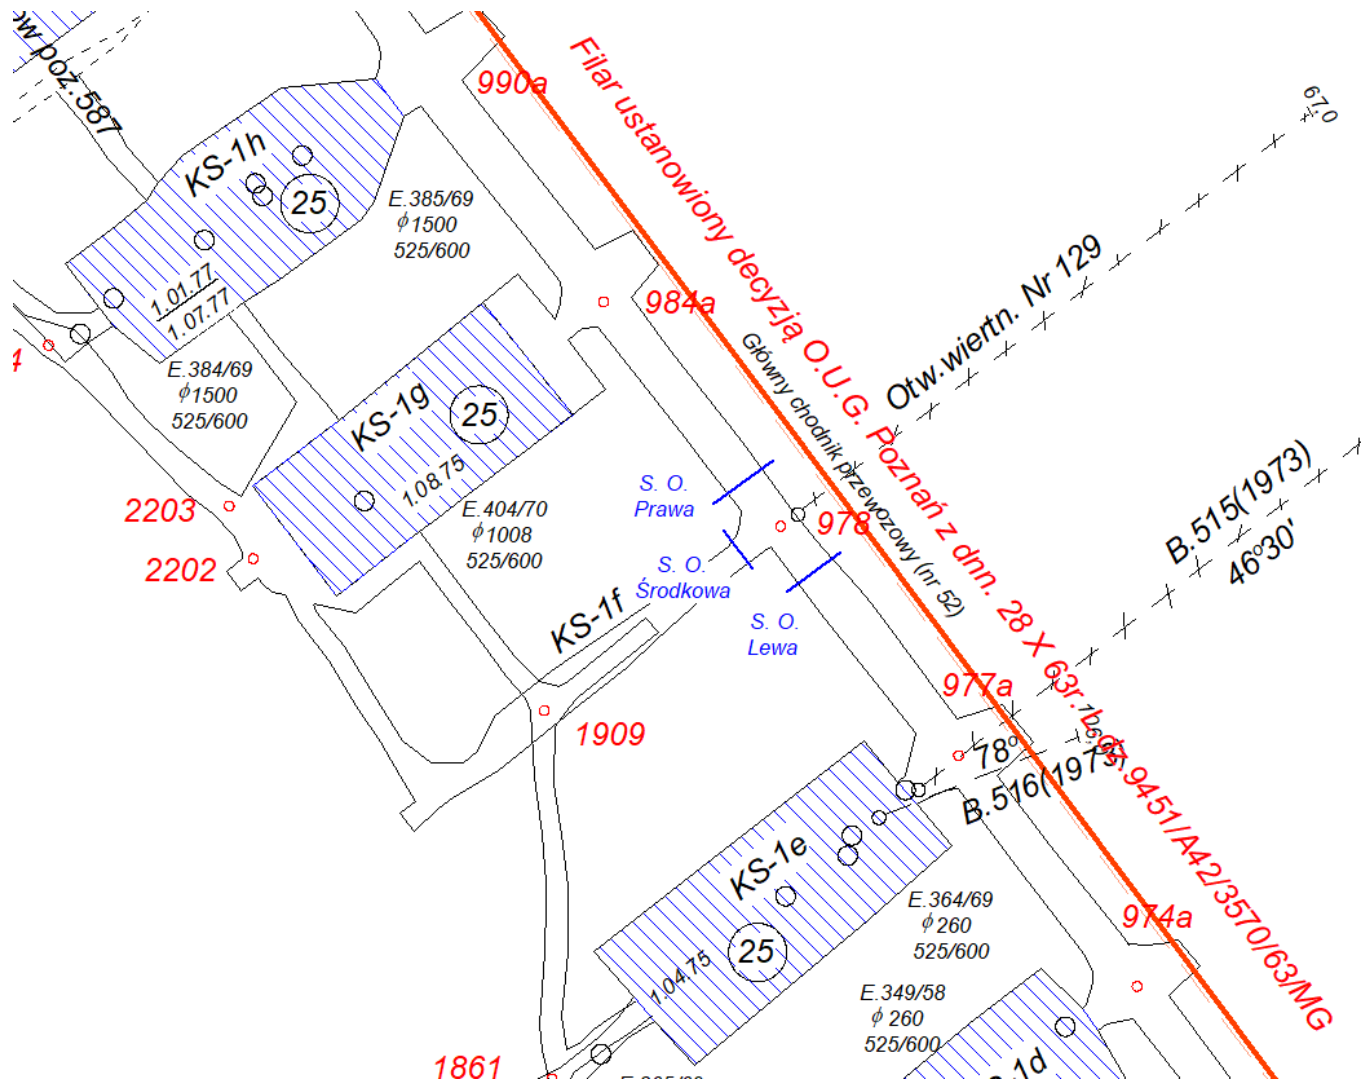 ow poz.587
990a
Filar ustanowiony decyzją O.U.G. Poznań z dnn. 28 X 63r. L.dz.9451/A42/3570/63/MG
67,0
KS-1h
25
E.385/69
ϕ1500
525/600
1.01.77
1.07.77
984a
Otw.wiertn. Nr 129
Główny chodnik przewozowy (nr 52)
4
E.384/69
ϕ1500
525/600
KS-1g
25
1.08.75
S. O.
Prawa
2203
E.404/70
ϕ1008
525/600
978
B.515(1973)
46°30'
2202
S. O.
Środkowa
KS-1f
S. O.
Lewa
977a
1909
78°
B.516(1973)
KS-1e
25
1.04.75
E.364/69
ϕ260
525/600
974a
E.349/58
ϕ260
525/600
1861
-1d